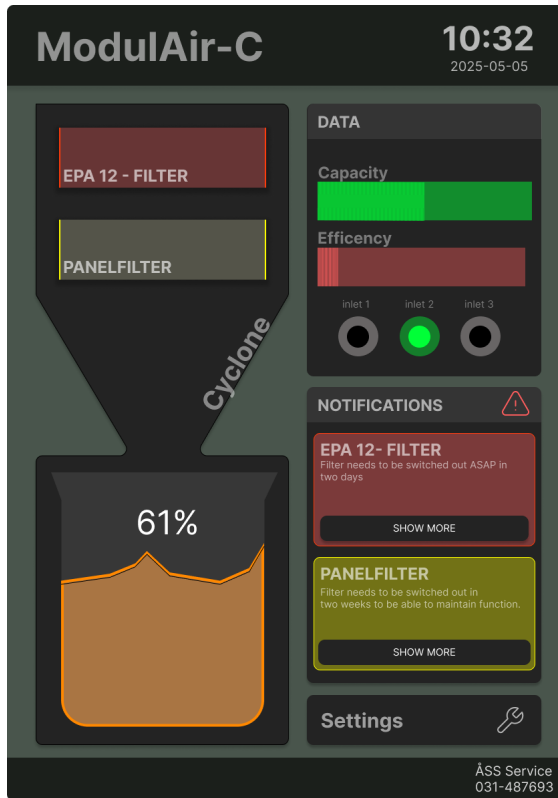 ModulAir-C
10:32
2025-05-05
EPA 12 - FILTER
PANELFILTER
Cyclone
61%
DATA
Capacity
Efficency
inlet 1
inlet 2
inlet 3
NOTIFICATIONS
EPA 12- FILTER
Filter needs to be switched out ASAP in
two days
SHOW MORE
PANELFILTER
Filter needs to be switched out in
two weeks to be able to maintain function.
SHOW MORE
Settings
ÅSS Service
031-487693